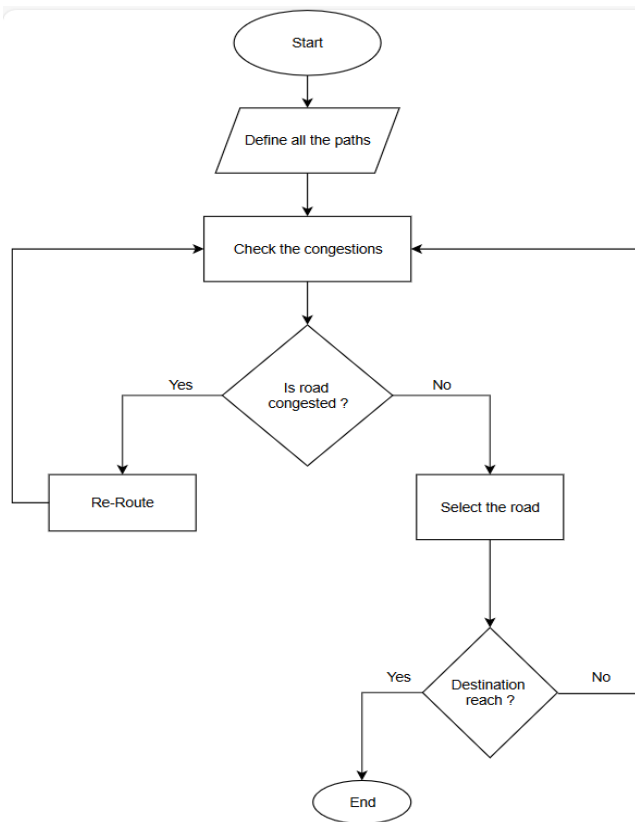 Start
Define all the paths
Check the congestions
Yes
Is road
congested ?
No
Re-Route
Select the road
Yes
Destination
reach ?
No
End